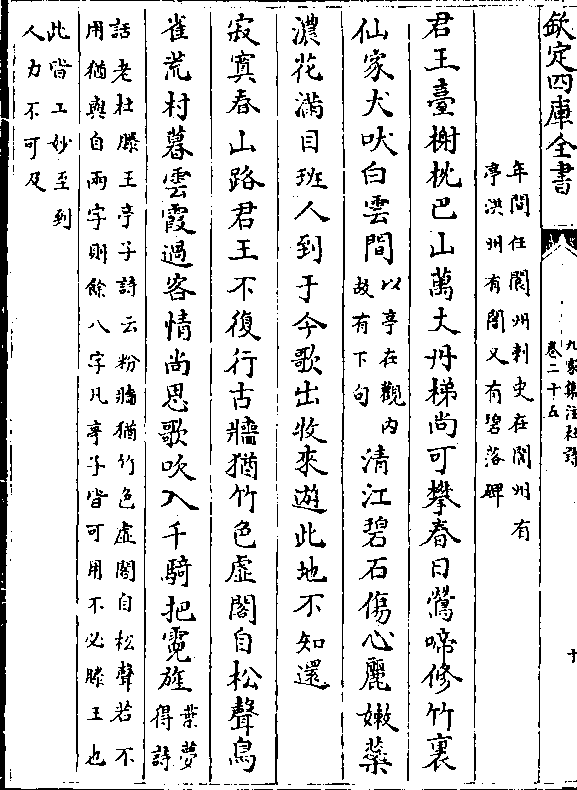 欽定四庫全書
九家集注杜詩
卷二十五
十
年間任閬州刺史在閬州有
亭洪州有閣又有碧落碑
君王臺榭枕巴山萬丈丹梯尚可攀春日鶯啼修竹裏
仙家犬吠白雲間以亭在觀内
故有下句清江碧石傷心麗嫩蘂
濃花滿目班人到于今歌出牧來遊此地不知還
寂寞春山路君王不復行古牆猶竹色虛閣自松聲鳥
雀荒村暮雲霞過客情尚思歌吹入千騎把霓旌葉夢
得詩
話老杜滕王亭子詩云粉牆猶竹色虛閣自松聲若不
用猶與自兩字則餘八字凡亭子皆可用不必滕王也
此皆工妙至到
人力不可及